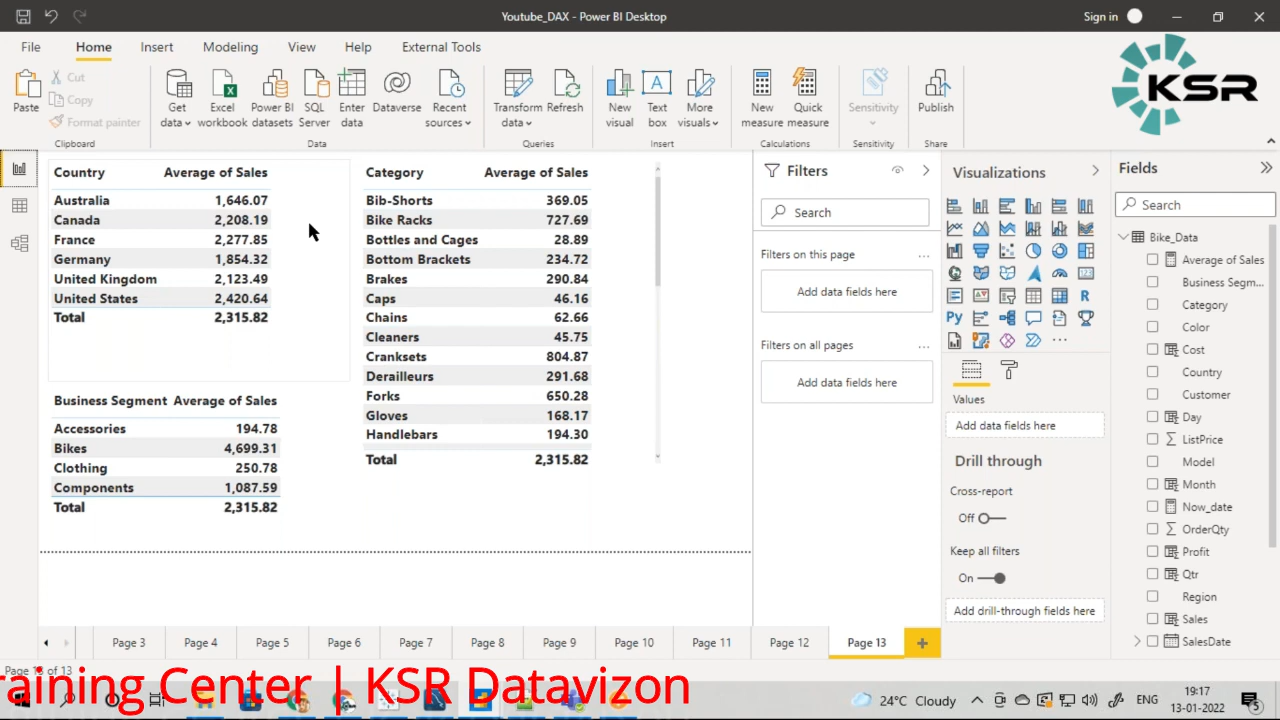 Youtube_DAX - Power BI Desktop
Sign in
File Home Insert Modeling View Help External Tools
KSR
Paste
Cut
Copy
Format painter
Clipboard
Get data
Excel workbook
Power BI datasets
SQL Server
Enter data
Dataverse
Recent sources
Data
Transform data
Refresh
Queries
New visual
Text box
More visuals
Insert
New measure
Quick measure
Calculations
Sensitivity
Sensitivity
Publish
Share
Country Average of Sales
Australia 1,646.07
Canada 2,208.19
France 2,277.85
Germany 1,854.32
United Kingdom 2,123.49
United States 2,420.64
Total 2,315.82
Business Segment Average of Sales
Accessories 194.78
Bikes 4,699.31
Clothing 250.78
Components 1,087.59
Total 2,315.82
Category Average of Sales
Bib-Shorts 369.05
Bike Racks 727.69
Bottles and Cages 28.89
Bottom Brackets 234.72
Brakes 290.84
Caps 46.16
Chains 62.66
Cleaners 45.75
Cranksets 804.87
Derailleurs 291.68
Forks 650.28
Gloves 168.17
Handlebars 194.30
Total 2,315.82
Filters
Search
Filters on this page
...
Add data fields here
Filters on all pages
...
Add data fields here
Visualizations
R
Py
...
Values
Add data fields here
Drill through
Cross-report
Off
Keep all filters
On
Add drill-through fields here
Fields
Search
Bike_Data
Average of Sales
Business Segm...
Category
Color
Cost
Country
Customer
Day
ListPrice
Model
Month
Now_date
OrderQty
Profit
Qtr
Region
Sales
SalesDate
Page 3 Page 4 Page 5 Page 6 Page 7 Page 8 Page 9 Page 10 Page 11 Page 12 Page 13
of 13
raining Center | KSR Datavizon
24°C Cloudy
ENG
19:17
13-01-2022
5